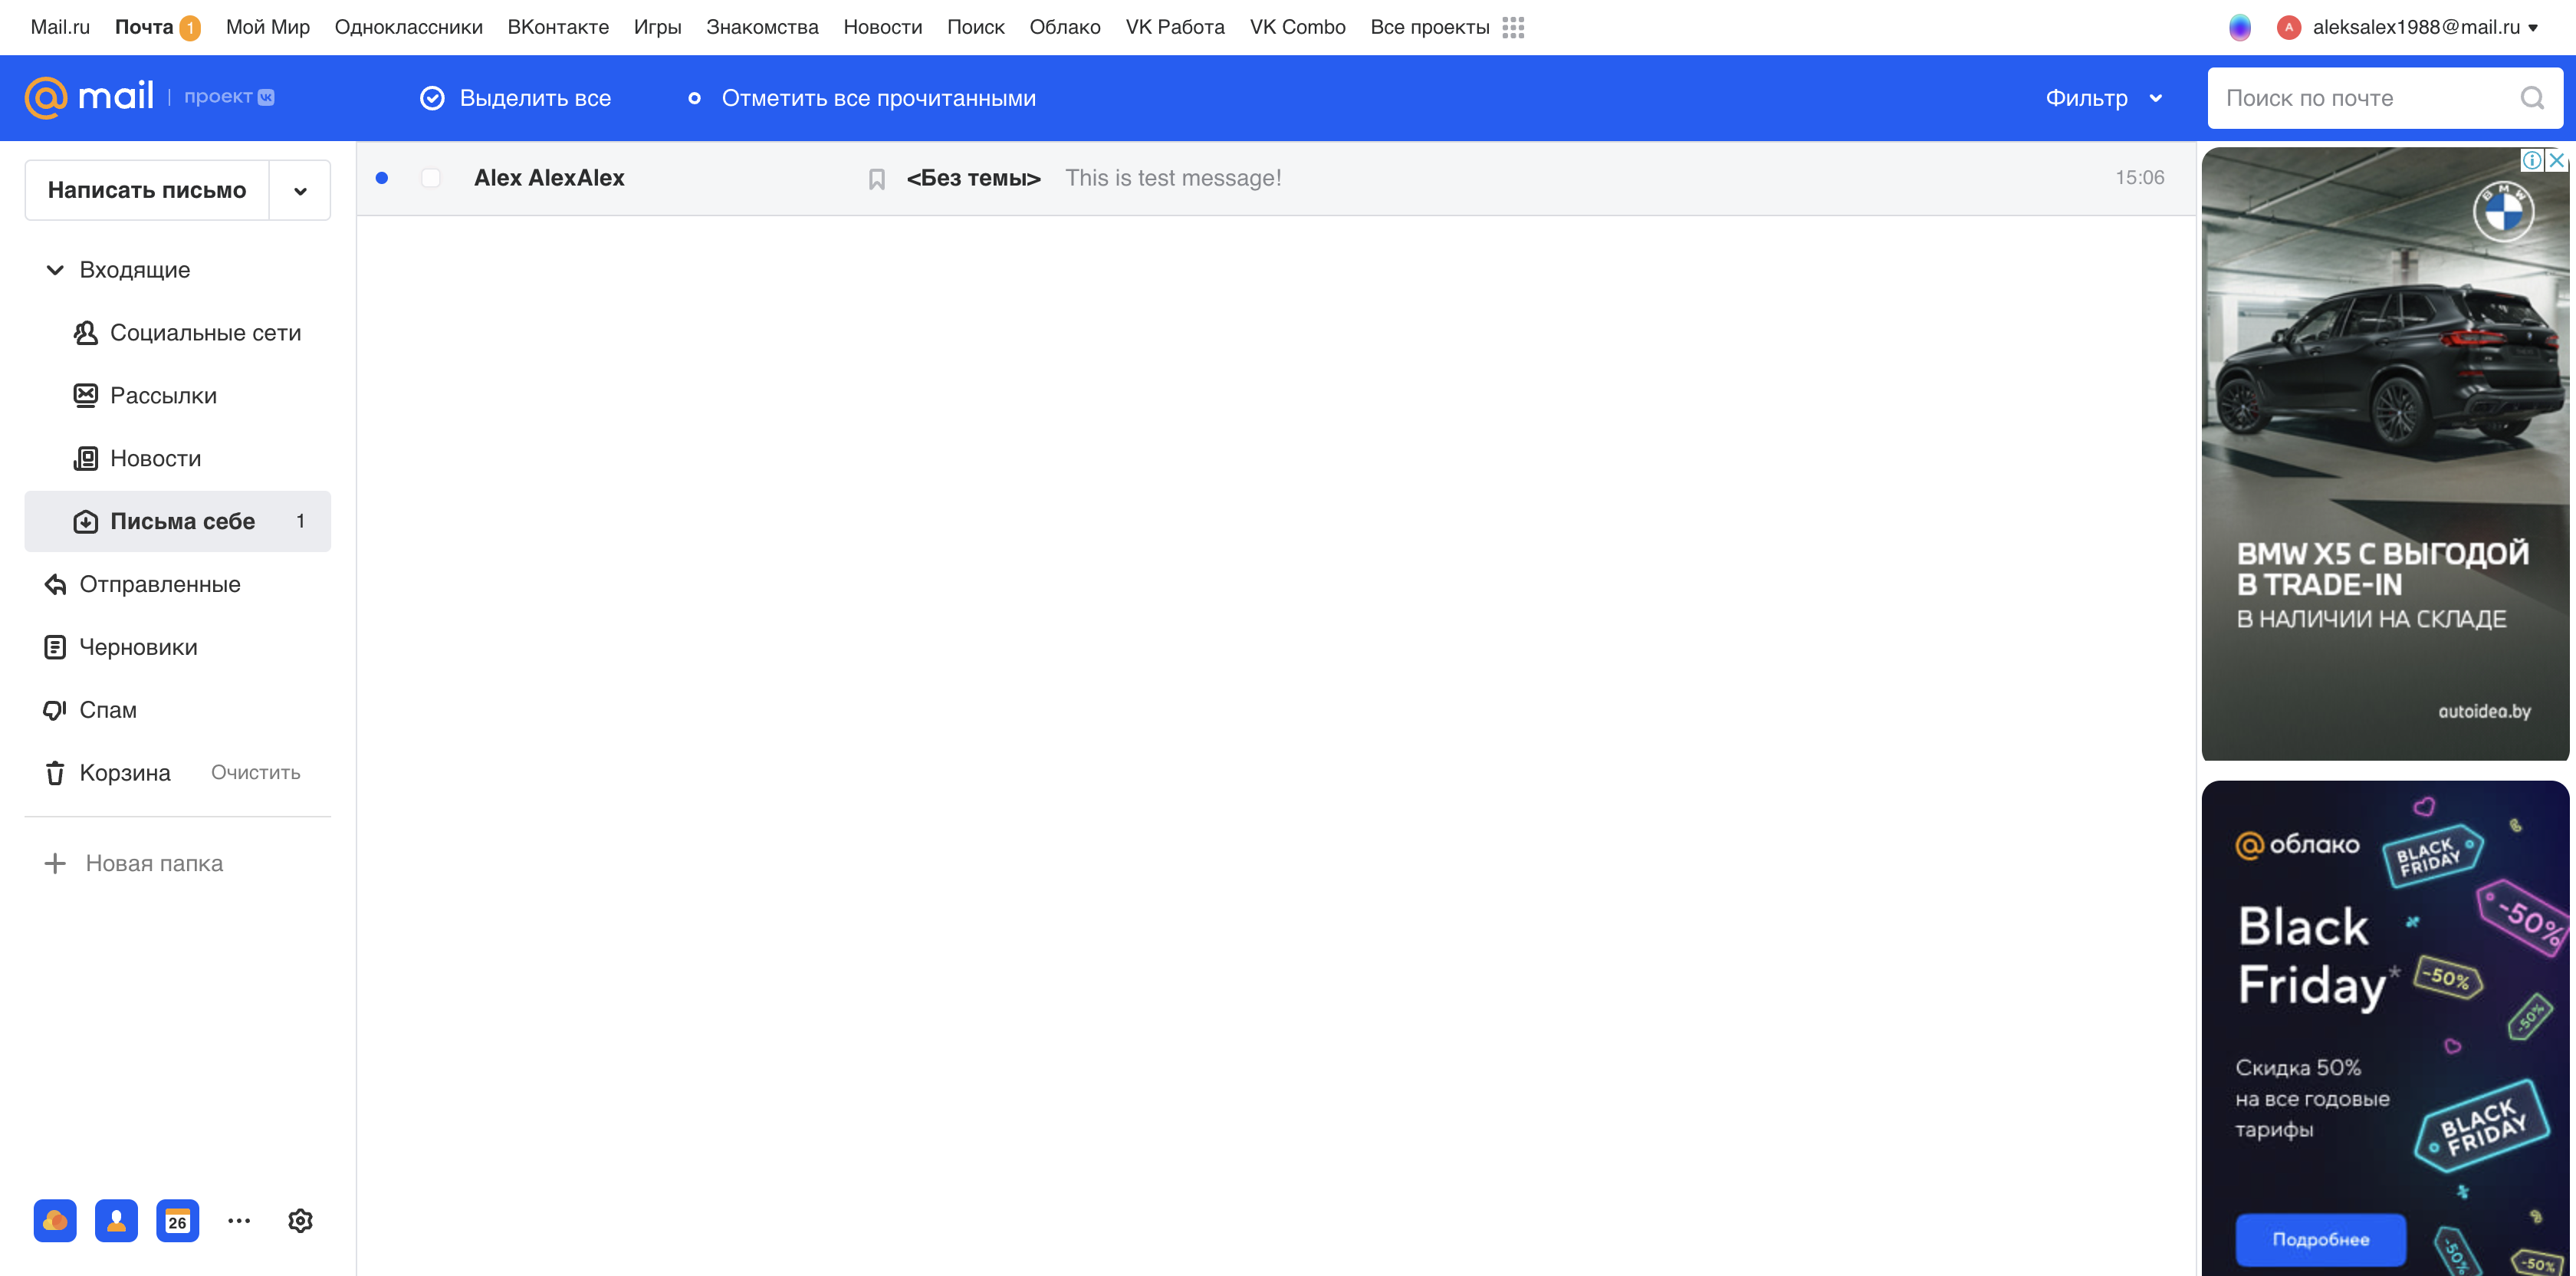 Mail.ru Почта 1 Мой Мир Одноклассники ВКонтакте Игры Знакомства Новости Поиск Облако VK Работа VK Combo Все проекты A aleksalex1988@mail.ru
@mail проект VK Выделить все Отметить все прочитанными Фильтр Поиск по почте
Написать письмо
Входящие
Социальные сети
Рассылки
Новости
Письма себе 1
Отправленные
Черновики
Спам
Корзина Очистить
Новая папка
26
Alex AlexAlex <Без темы> This is test message! 15:06
BMW
BMW X5 С ВЫГОДОЙ
В TRADE-IN
В НАЛИЧИИ НА СКЛАДЕ
autoidea.by
@облако
BLACK
FRIDAY
-50%
Black
Friday*
-50%
-50%
Скидка 50%
на все годовые
тарифы
BLACK
FRIDAY
Подробнее
-50%
-50%